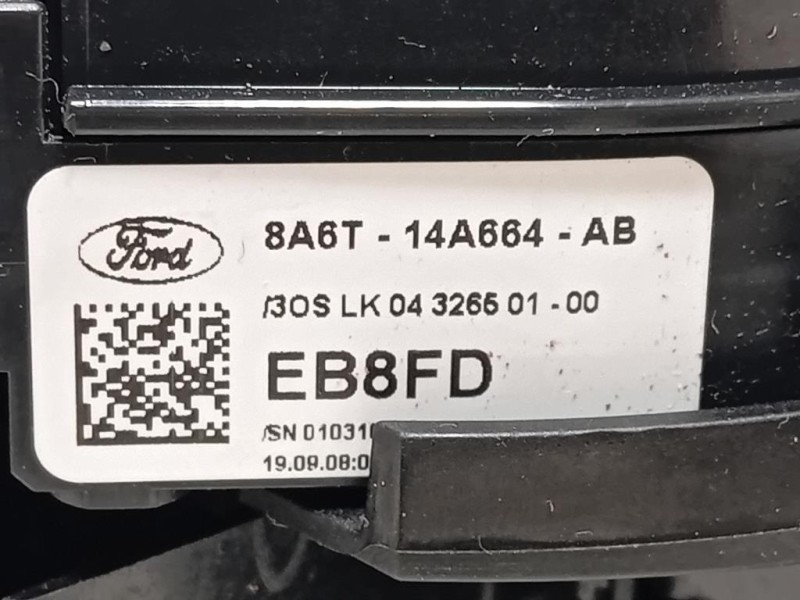 Ford
8A6T - 14A664 - AB
/3OS LK 04 3265 01 - 00
EB8FD
/SN 01031
19.09.08:0